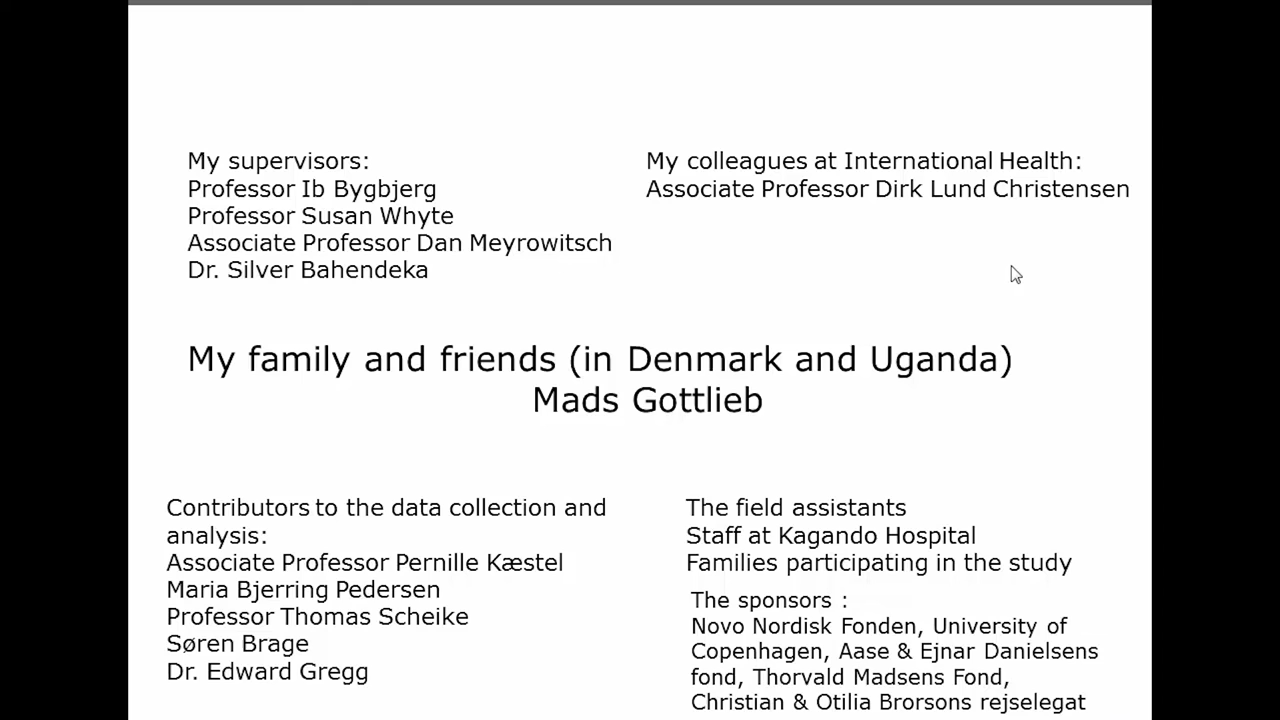 My supervisors:
Professor Ib Bygbjerg
Professor Susan Whyte
Associate Professor Dan Meyrowitsch
Dr. Silver Bahendeka
My colleagues at International Health:
Associate Professor Dirk Lund Christensen
My family and friends (in Denmark and Uganda)
Mads Gottlieb
Contributors to the data collection and
analysis:
Associate Professor Pernille Kæstel
Maria Bjerring Pedersen
Professor Thomas Scheike
Søren Brage
Dr. Edward Gregg
The field assistants
Staff at Kagando Hospital
Families participating in the study
The sponsors :
Novo Nordisk Fonden, University of
Copenhagen, Aase & Ejnar Danielsens
fond, Thorvald Madsens Fond,
Christian & Otilia Brorsons rejselegat